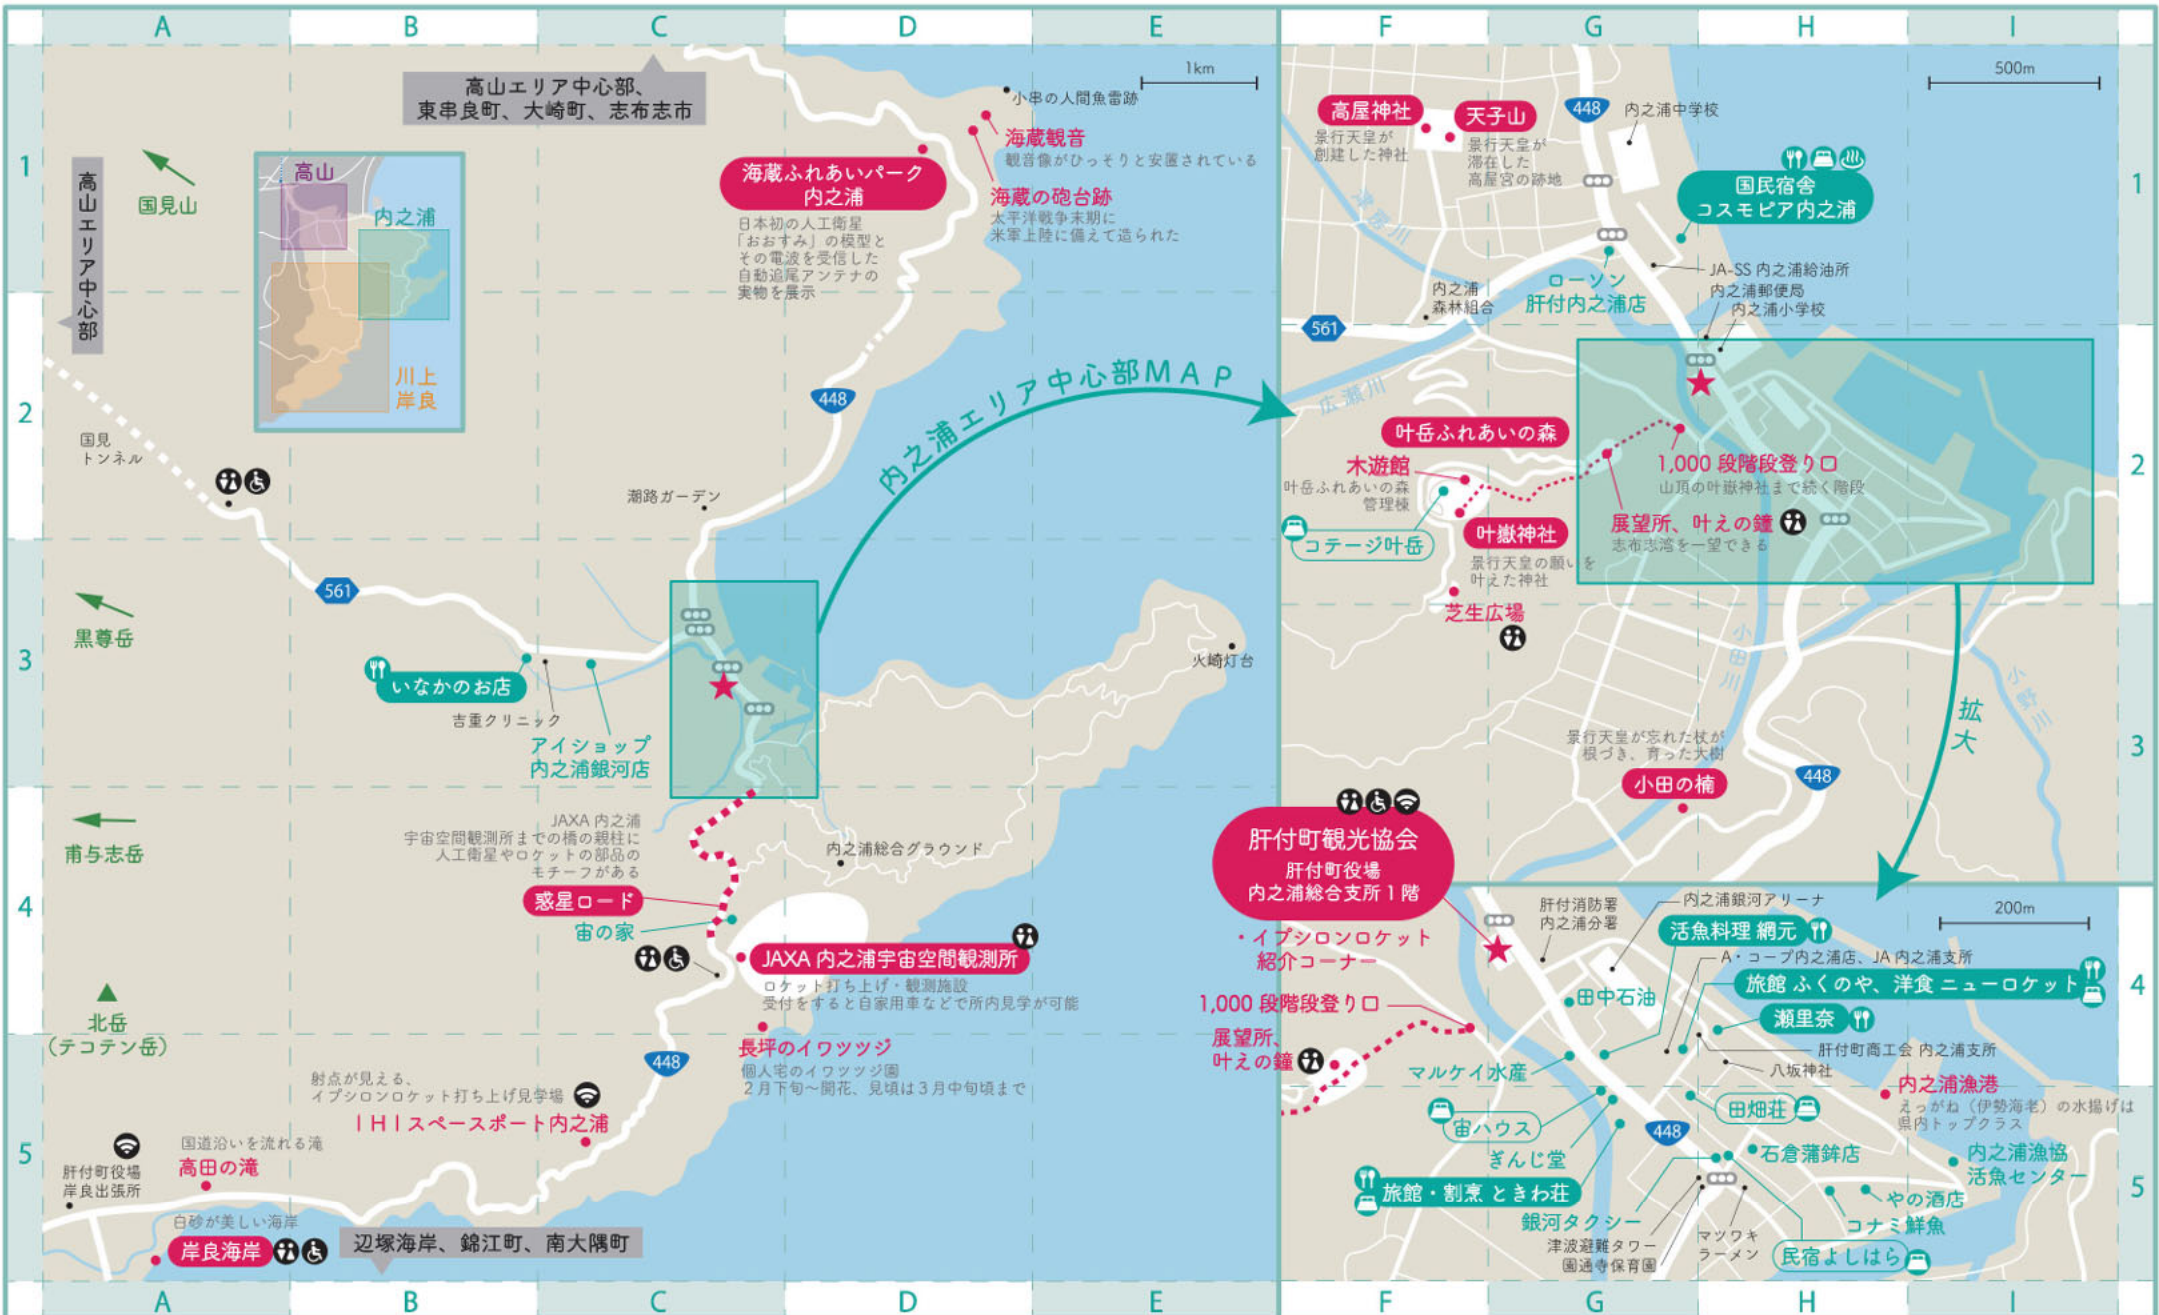 A
B
C
D
E
F
G
H
I
1
2
3
4
5
高山エリア中心部、
東串良町、大崎町、志布志市
高山エリア中心部
国見山
高山
内之浦
川上
岸良
1km
小串の人間魚雷跡
海蔵観音
観音像がひっそりと安置されている
海蔵ふれあいパーク
内之浦
日本初の人工衛星
「おおすみ」の模型と
その電波を受信した
自動追尾アンテナの
実物を展示
海蔵の砲台跡
太平洋戦争末期に
米軍上陸に備えて造られた
448
内之浦エリア中心部MAP
国見
トンネル
潮路ガーデン
561
黒尊岳
いなかのお店
吉重クリニック
アイショップ
内之浦銀河店
火崎灯台
甫与志岳
JAXA 内之浦
宇宙空間観測所までの橋の親柱に
人工衛星やロケットの部品の
モチーフがある
惑星ロード
宙の家
内之浦総合グラウンド
JAXA 内之浦宇宙空間観測所
ロケット打ち上げ・観測施設
受付をすると自家用車などで所内見学が可能
北岳
（テコテン岳）
448
長坪のイワツツジ
個人宅のイワツツジ園
2月下旬〜開花、見頃は3月中旬頃まで
射点が見える、
イプシロンロケット打ち上げ見学場
IHIスペースポート内之浦
国道沿いを流れる滝
高田の滝
肝付町役場
岸良出張所
白砂が美しい海岸
岸良海岸
辺塚海岸、錦江町、南大隅町
A
B
C
D
E
500m
高屋神社
景行天皇が
創建した神社
天子山
景行天皇が
滞在した
高屋宮の跡地
448
内之浦中学校
国民宿舎
コスモピア内之浦
津房川
ローソン
肝付内之浦店
JA-SS 内之浦給油所
内之浦郵便局
内之浦小学校
内之浦
森林組合
561
広瀬川
叶岳ふれあいの森
木遊館
叶岳ふれあいの森
管理棟
コテージ叶岳
叶嶽神社
景行天皇の願いを
叶えた神社
1,000 段階段登り口
山頂の叶嶽神社まで続く階段
展望所、叶えの鐘
志布志湾を一望できる
芝生広場
小田川
小野川
景行天皇が忘れた杖が
根づき、育った大樹
小田の楠
448
拡大
1
2
3
4
5
肝付町観光協会
肝付町役場
内之浦総合支所1階
・イプシロンロケット
紹介コーナー
1,000 段階段登り口
展望所、
叶えの鐘
200m
肝付消防署
内之浦分署
内之浦銀河アリーナ
活魚料理 網元
A・コープ内之浦店、JA 内之浦支所
旅館 ふくのや、洋食 ニューロケット
田中石油
瀬里奈
肝付町商工会 内之浦支所
八坂神社
マルケイ水産
内之浦漁港
えっがね（伊勢海老）の水揚げは
県内トップクラス
宙ハウス
田畑荘
448
ぎんじ堂
石倉蒲鉾店
内之浦漁協
活魚センター
旅館・割烹 ときわ荘
やの酒店
コナミ鮮魚
銀河タクシー
津波避難タワー
園通寺保育園
マツワキ
ラーメン
民宿よしはら
F
G
H
I